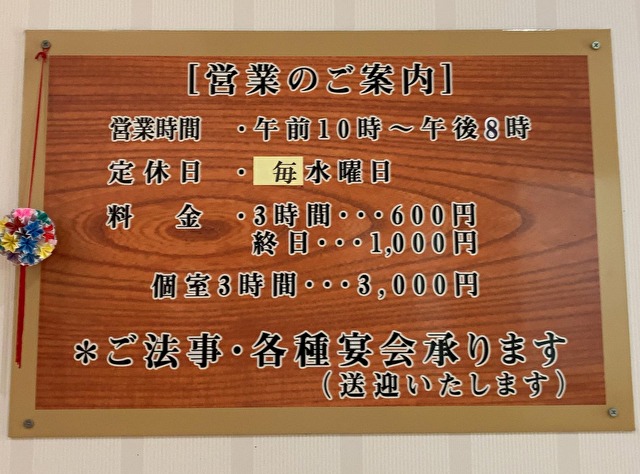 [営業のご案内]
営業時間 ・午前10時～午後8時
定休日 ・ 毎水曜日
料 金 ・3時間・・・600円
終日・・・1,000円
個室3時間・・・3,000円
＊ご法事・各種宴会承ります
（送迎いたします）